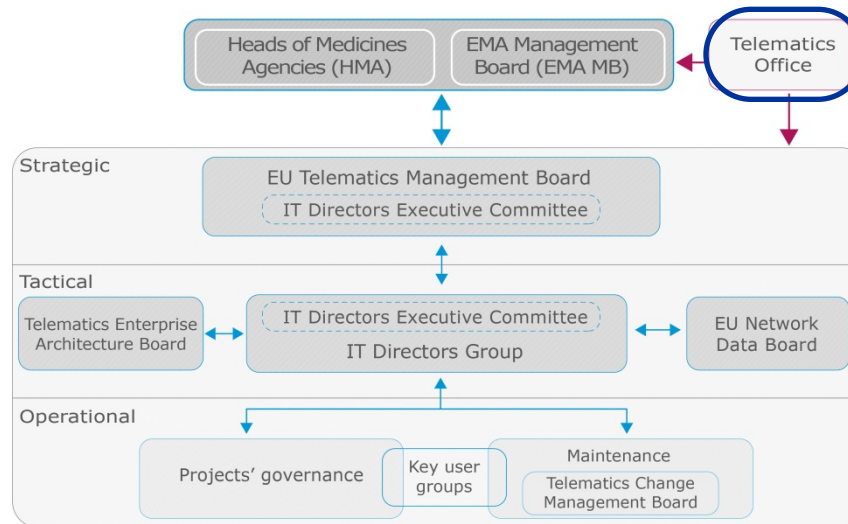 Heads of Medicines
Agencies (HMA)
EMA Management
Board (EMA MB)
Telematics
Office
Strategic
EU Telematics Management Board
IT Directors Executive Committee
Tactical
Telematics Enterprise
Architecture Board
IT Directors Executive Committee
IT Directors Group
EU Network
Data Board
Operational
Projects’ governance
Key user
groups
Maintenance
Telematics Change
Management Board